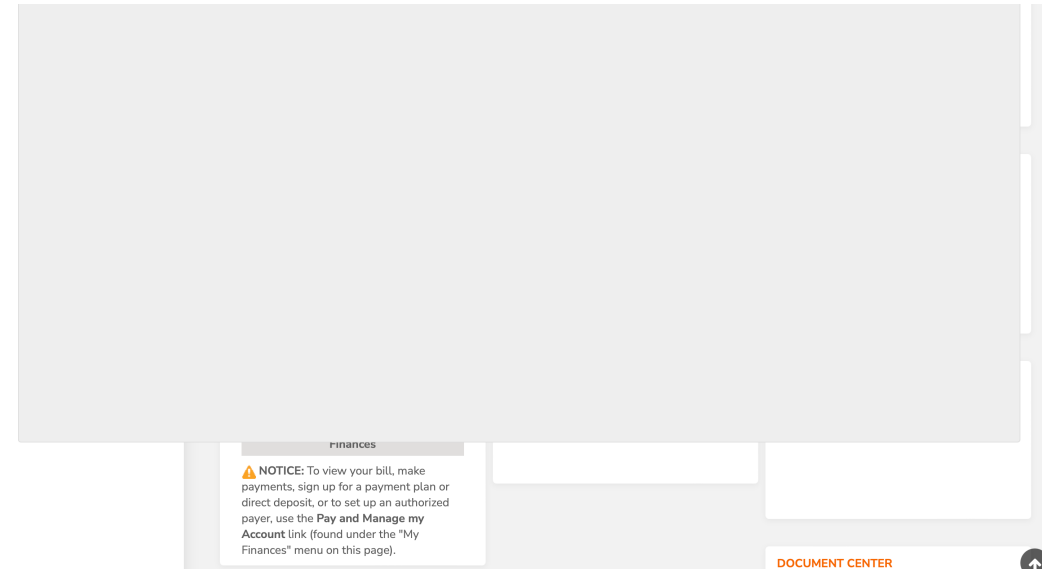 Finances
NOTICE: To view your bill, make
payments, sign up for a payment plan or
direct deposit, or to set up an authorized
payer, use the Pay and Manage my
Account link (found under the "My
Finances" menu on this page).
DOCUMENT CENTER